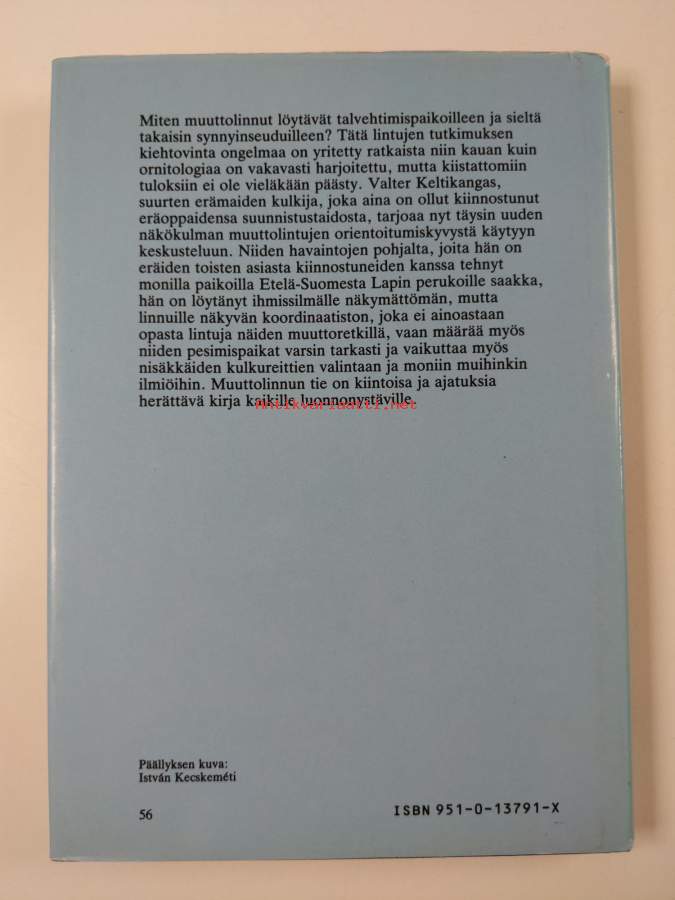 Miten muuttolinnut löytävät talvehtimispaikoilleen ja sieltä
takaisin synnyinseuduilleen? Tätä lintujen tutkimuksen
kiehtovinta ongelmaa on yritetty ratkaista niin kauan kuin
ornitologiaa on vakavasti harjoitettu, mutta kiistattomiin
tuloksiin ei ole vieläkään päästy. Valter Keltikangas,
suurten erämaiden kulkija, joka aina on ollut kiinnostunut
eräoppaidensa suunnistustaidosta, tarjoaa nyt täysin uuden
näkökulman muuttolintujen orientoitumiskyvystä käytyyn
keskusteluun. Niiden havaintojen pohjalta, joita hän on
eräiden toisten asiasta kiinnostuneiden kanssa tehnyt
monilla paikoilla Etelä-Suomesta Lapin perukoille saakka,
hän on löytänyt ihmissilmälle näkymättömän, mutta
linnuille näkyvän koordinaatiston, joka ei ainoastaan
opasta lintuja näiden muuttoretkillä, vaan määrää myös
niiden pesimispaikat varsin tarkasti ja vaikuttaa myös
nisäkkäiden kulkureittien valintaan ja moniin muihinkin
ilmiöihin. Muuttolinnun tie on kiintoisa ja ajatuksia
herättävä kirja kaikille luonnonystäville.
Antikvariaatti.net
Päällyksen kuva:
István Kecskeméti
56
ISBN 951-0-13791-X